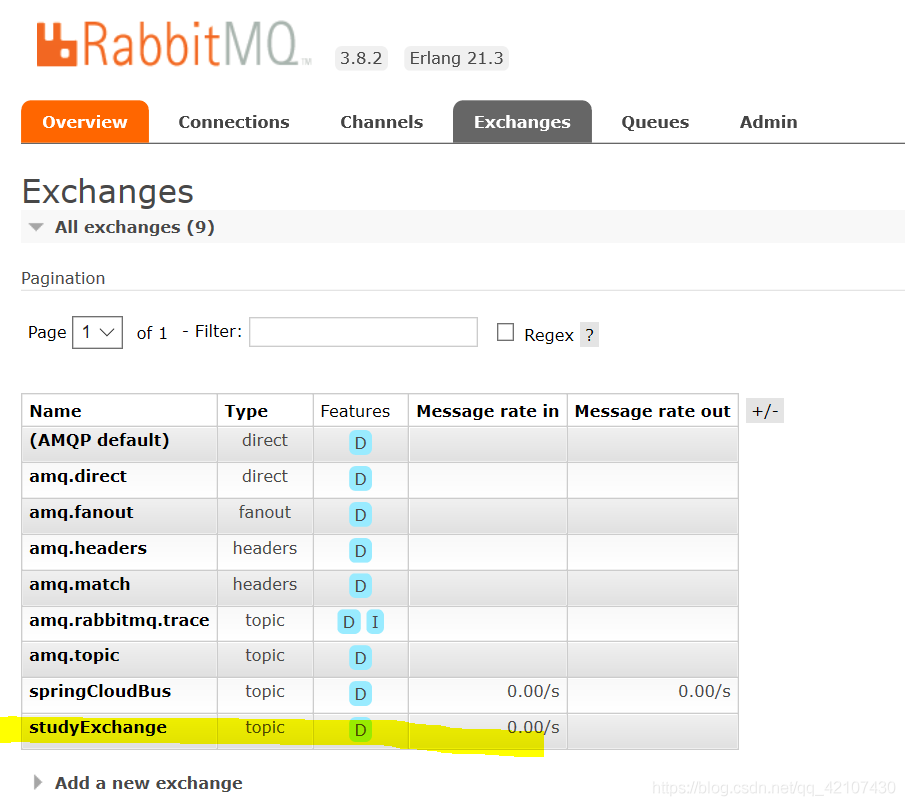 RabbitMQ TM 3.8.2 Erlang 21.3
Overview Connections Channels Exchanges Queues Admin
Exchanges
All exchanges (9)
Pagination
Page 1 of 1 - Filter: Regex ?
Name Type Features Message rate in Message rate out +/-
(AMQP default) direct D
amq.direct direct D
amq.fanout fanout D
amq.headers headers D
amq.match headers D
amq.rabbitmq.trace topic D I
amq.topic topic D
springCloudBus topic D 0.00/s 0.00/s
studyExchange topic D 0.00/s
Add a new exchange
https://blog.csdn.net/qq_42107430